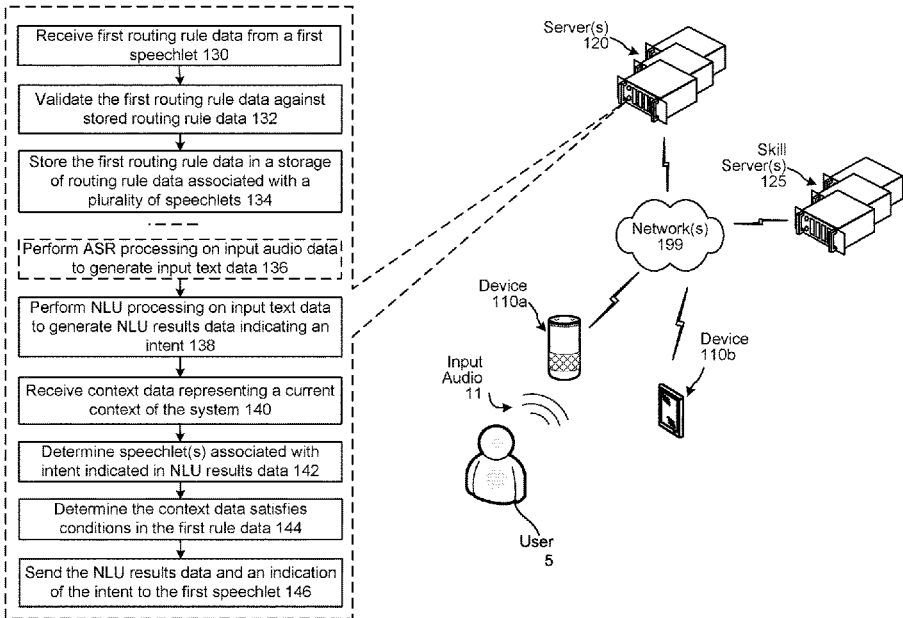 Receive first routing rule data from a first
speechlet 130
Validate the first routing rule data against
stored routing rule data 132
Store the first routing rule data in a storage
of routing rule data associated with a
plurality of speechlets 134
Perform ASR processing on input audio data
to generate input text data 136
Perform NLU processing on input text data
to generate NLU results data indicating an
intent 138
Receive context data representing a current
context of the system 140
Determine speechlet(s) associated with
intent indicated in NLU results data 142
Determine the context data satisfies
conditions in the first rule data 144
Send the NLU results data and an indication
of the intent to the first speechlet 146
Server(s)
120
Skill
Server(s)
125
Network(s)
199
Device
110a
Device
110b
Input
Audio
11
User
5